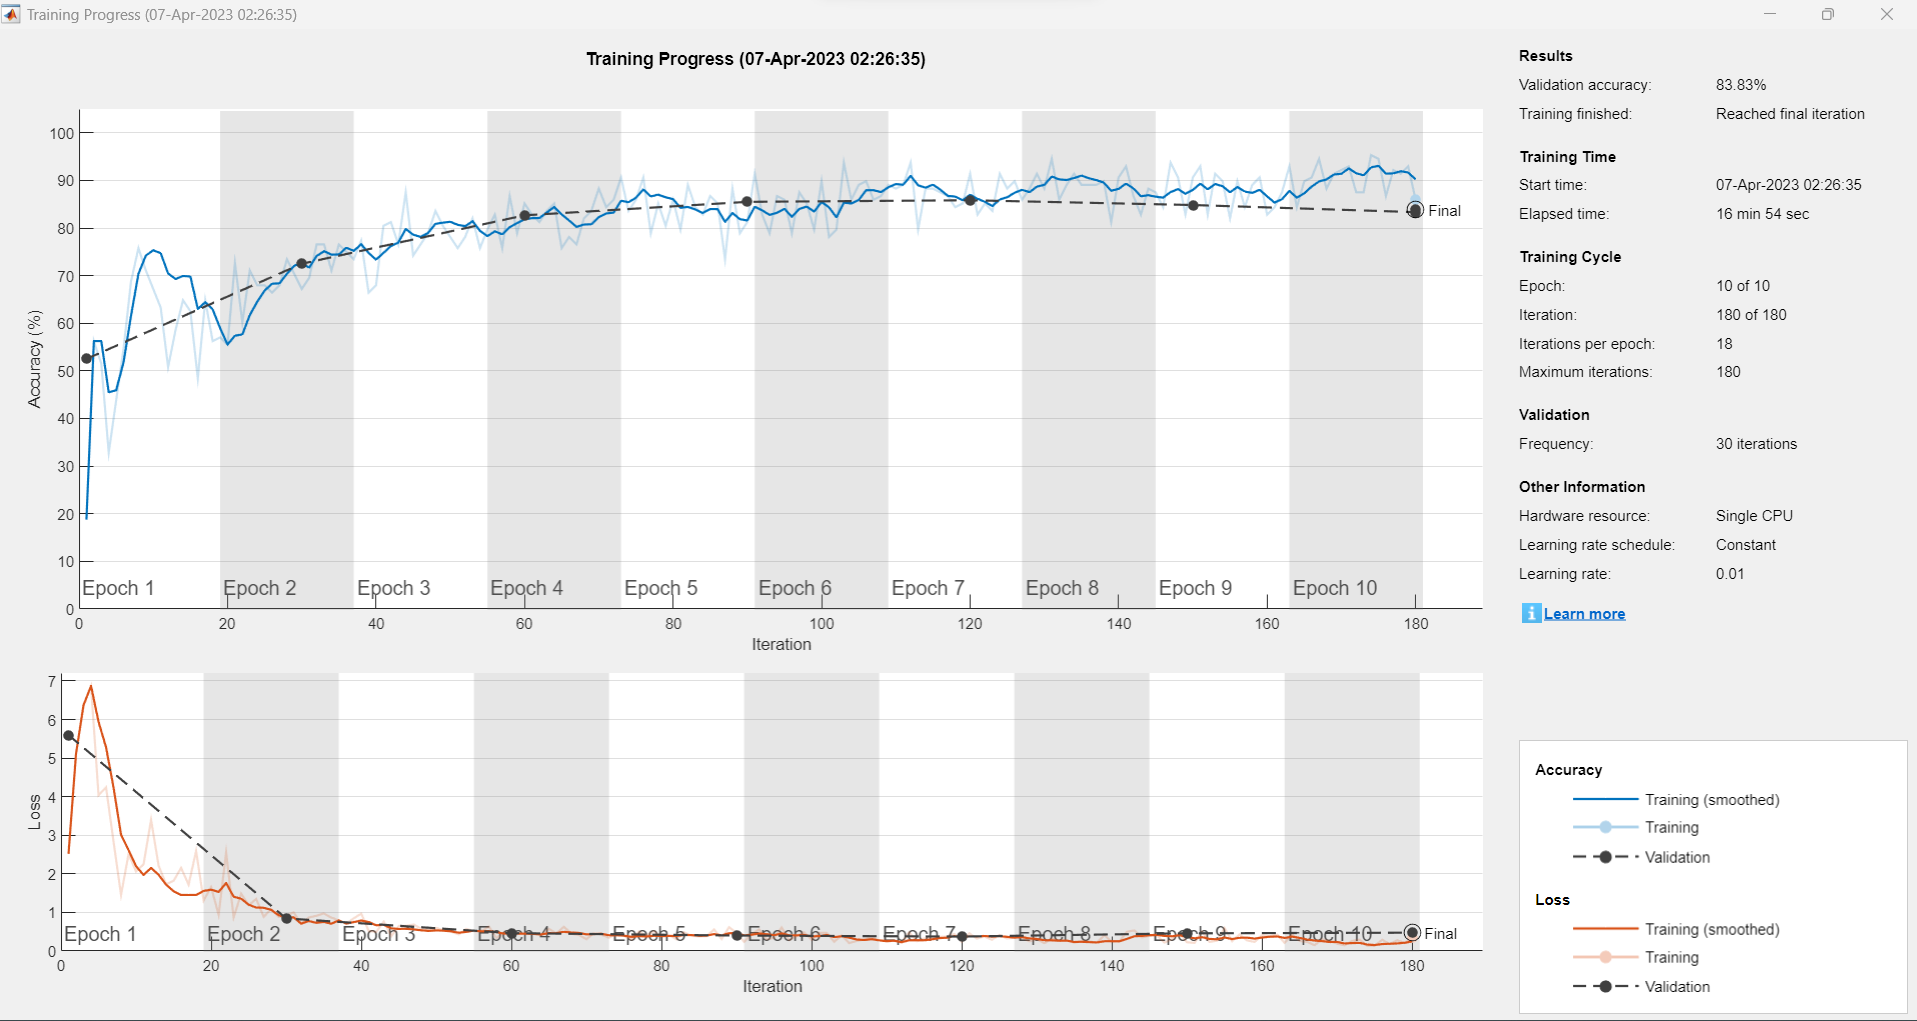 Training Progress (07-Apr-2023 02:26:35)
Training Progress (07-Apr-2023 02:26:35)
Accuracy (%)
100
90
80
70
60
50
40
30
20
10
0
Final
Epoch 1 Epoch 2 Epoch 3 Epoch 4 Epoch 5 Epoch 6 Epoch 7 Epoch 8 Epoch 9 Epoch 10
0 20 40 60 80 100 120 140 160 180
Iteration
Loss
7
6
5
4
3
2
1
0
Epoch 1 Epoch 2 Epoch 3 Epoch 4 Epoch 5 Epoch 6 Epoch 7 Epoch 8 Epoch 9 Epoch 10 Final
0 20 40 60 80 100 120 140 160 180
Iteration
Results
Validation accuracy: 83.83%
Training finished: Reached final iteration
Training Time
Start time: 07-Apr-2023 02:26:35
Elapsed time: 16 min 54 sec
Training Cycle
Epoch: 10 of 10
Iteration: 180 of 180
Iterations per epoch: 18
Maximum iterations: 180
Validation
Frequency: 30 iterations
Other Information
Hardware resource: Single CPU
Learning rate schedule: Constant
Learning rate: 0.01
i Learn more
Accuracy
Training (smoothed)
Training
Validation
Loss
Training (smoothed)
Training
Validation